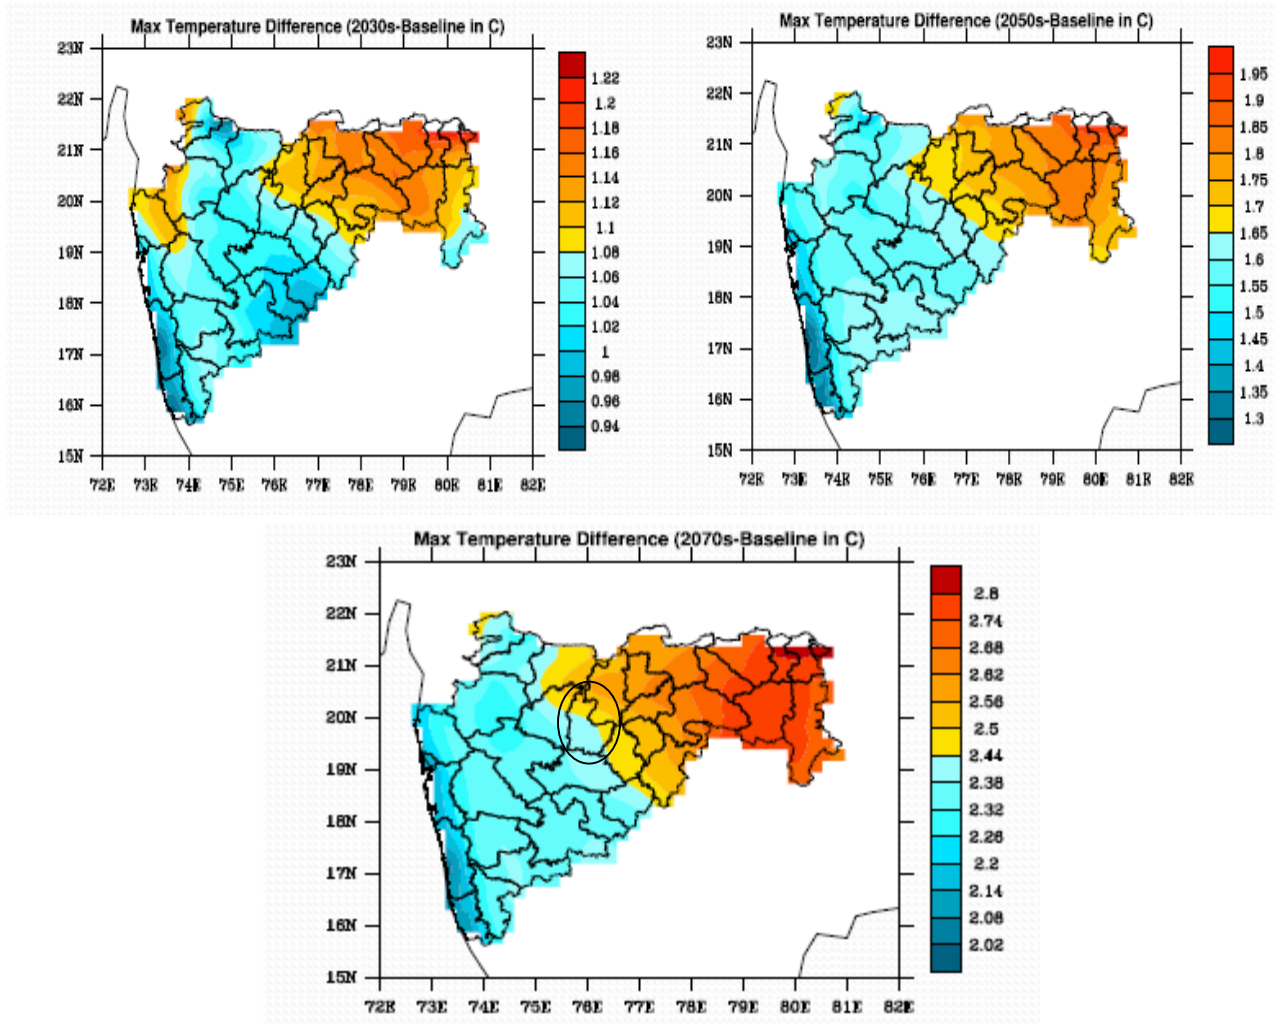 Max Temperature Difference (2030s-Baseline in C)
23N
22N
21N
20N
19N
18N
17N
16N
15N
72E 73E 74E 75E 76E 77E 78E 79E 80E 81E 82E
1.22
1.2
1.18
1.16
1.14
1.12
1.1
1.08
1.06
1.04
1.02
1
0.98
0.96
0.94
Max Temperature Difference (2050s-Baseline in C)
23N
22N
21N
20N
19N
18N
17N
16N
15N
72E 73E 74E 75E 76E 77E 78E 79E 80E 81E 82E
1.95
1.9
1.85
1.8
1.75
1.7
1.65
1.6
1.55
1.5
1.45
1.4
1.35
1.3
Max Temperature Difference (2070s-Baseline in C)
23N
22N
21N
20N
19N
18N
17N
16N
15N
72E 73E 74E 75E 76E 77E 78E 79E 80E 81E 82E
2.8
2.74
2.68
2.62
2.56
2.5
2.44
2.38
2.32
2.26
2.2
2.14
2.08
2.02